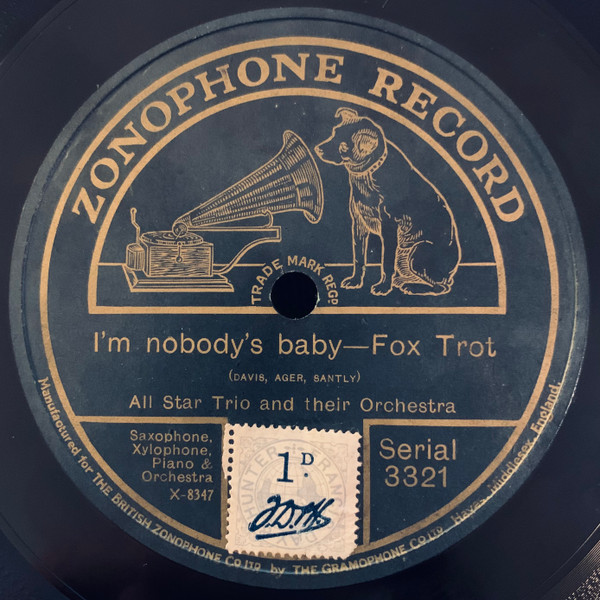 ZONOPHONE RECORD
TRADE MARK REGD.
I'm nobody's baby—Fox Trot
(DAVIS, AGER, SANTLY)
All Star Trio and their Orchestra
Saxophone,
Xylophone,
Piano &
Orchestra
X-8347
1D.
Serial
3321
Manufactured for THE BRITISH ZONOPHONE CO LTD. by THE GRAMOPHONE CO LTD. Hayes, Middlesex, England.